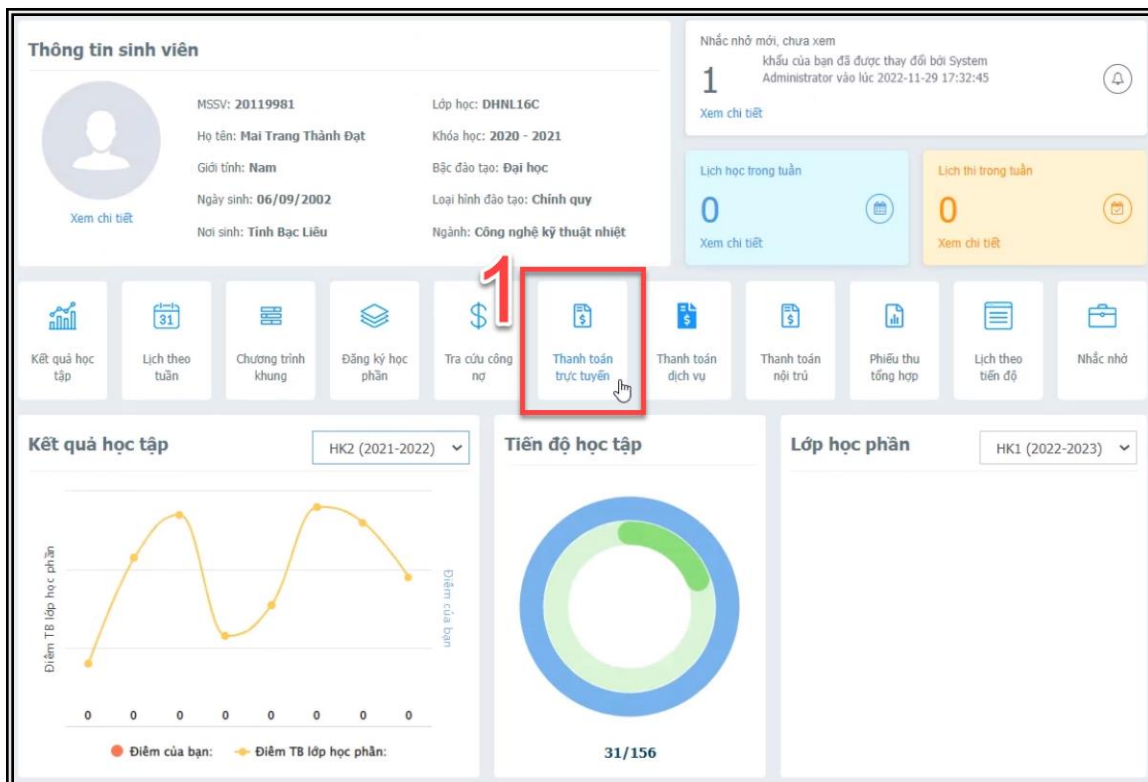 Thông tin sinh viên
MSSV: 20119981
Họ tên: Mai Trang Thành Đạt
Giới tính: Nam
Ngày sinh: 06/09/2002
Nơi sinh: Tỉnh Bạc Liêu
Xem chi tiết
Lớp học: DHNL16C
Khóa học: 2020 - 2021
Bậc đào tạo: Đại học
Loại hình đào tạo: Chính quy
Ngành: Công nghệ kỹ thuật nhiệt
Nhắc nhở mới, chưa xem
1
khẩu của bạn đã được thay đổi bởi System
Administrator vào lúc 2022-11-29 17:32:45
Xem chi tiết
Lịch học trong tuần
0
Xem chi tiết
Lịch thi trong tuần
0
Xem chi tiết
1
Kết quả học
tập
31
Lịch theo
tuần
Chương trình
khung
Đăng ký học
phần
$
Tra cứu công
nợ
$
Thanh toán
trực tuyến
$
Thanh toán
dịch vụ
$
Thanh toán
nội trú
Phiếu thu
tổng hợp
Lịch theo
tiến độ
Nhắc nhở
Kết quả học tập
HK2 (2021-2022)
Điểm TB lớp học phần
Điểm của bạn
0 0 0 0 0 0 0 0
Điểm của bạn: Điểm TB lớp học phần:
Tiến độ học tập
31/156
Lớp học phần
HK1 (2022-2023)